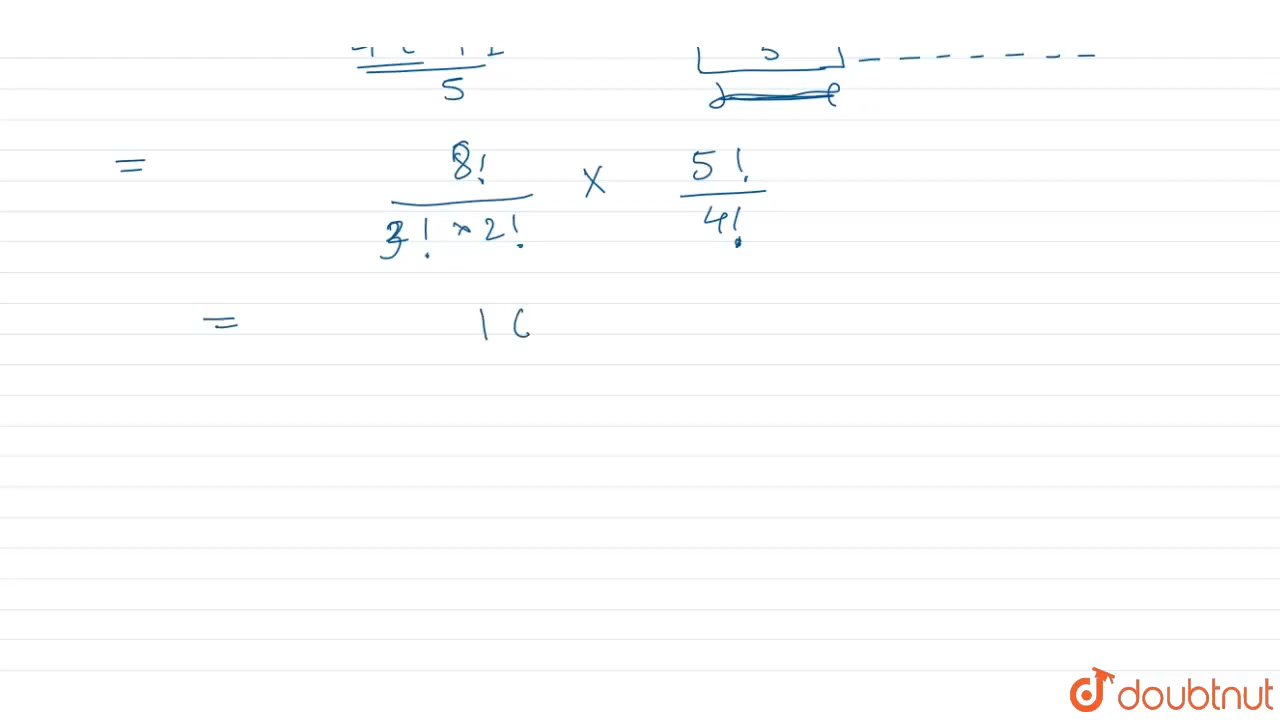 5
= 8! / 3! × 2! × 5! / 4!
= 16
doubtnut